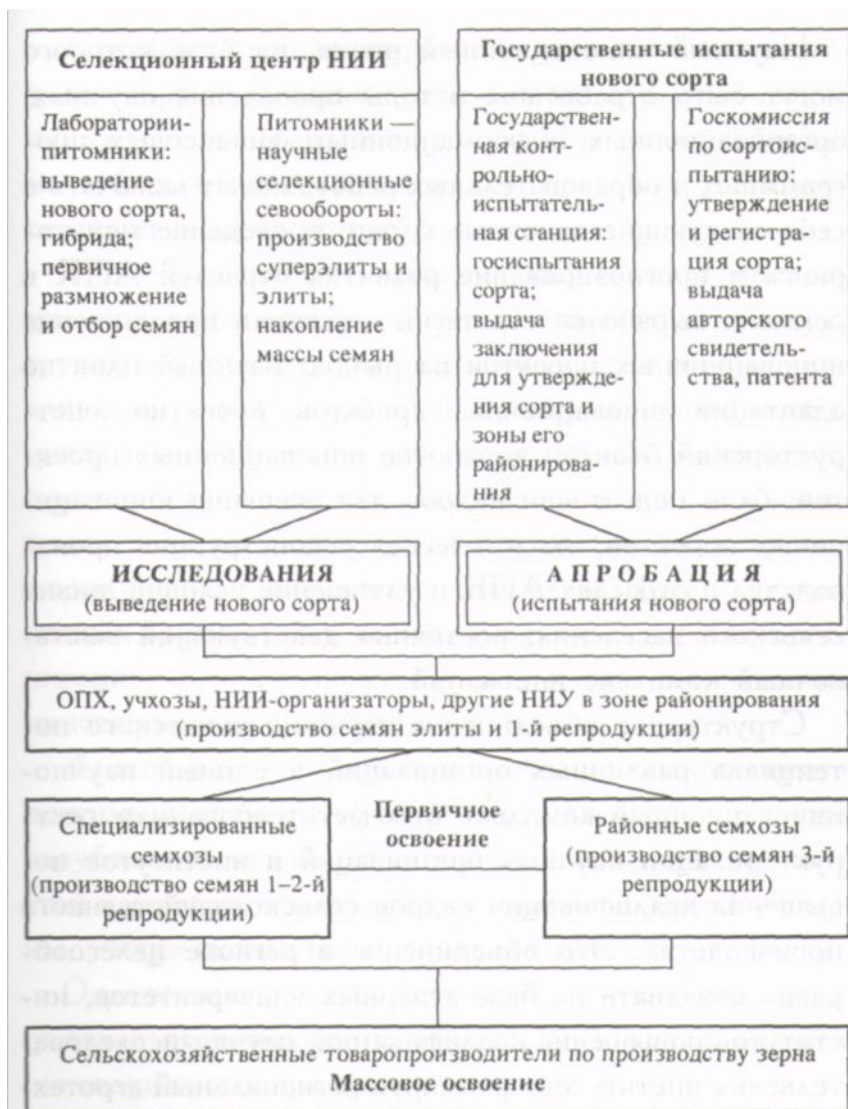 Селекционный центр НИИ
Лаборатории-
питомники:
выведение
нового сорта,
гибрида;
первичное
размножение
и отбор семян
Питомники —
научные
селекционные
севообороты:
производство
суперэлиты и
элиты;
накопление
массы семян
Государственные испытания
нового сорта
Государствен-
ная конт-
рольно-
испытатель-
ная станция:
госиспытания
сорта;
выдача
заключения
для утвержде-
ния сорта и
зоны его
районирова-
ния
Госкомиссия
по сортоис-
пытанию:
утверждение
и регистра-
ция сорта;
выдача
авторского
свидетель-
ства, патента
ИССЛЕДОВАНИЯ
(выведение нового сорта)
АПРОБАЦИЯ
(испытания нового сорта)
ОПХ, учхозы, НИИ-организаторы, другие НИУ в зоне районирования
(производство семян элиты и 1-й репродукции)
Специализированные
семхозы
(производство семян 1–2-й
репродукции)
Первичное
освоение
Районные семхозы
(производство семян 3-й
репродукции)
Сельскохозяйственные товаропроизводители по производству зерна
Массовое освоение